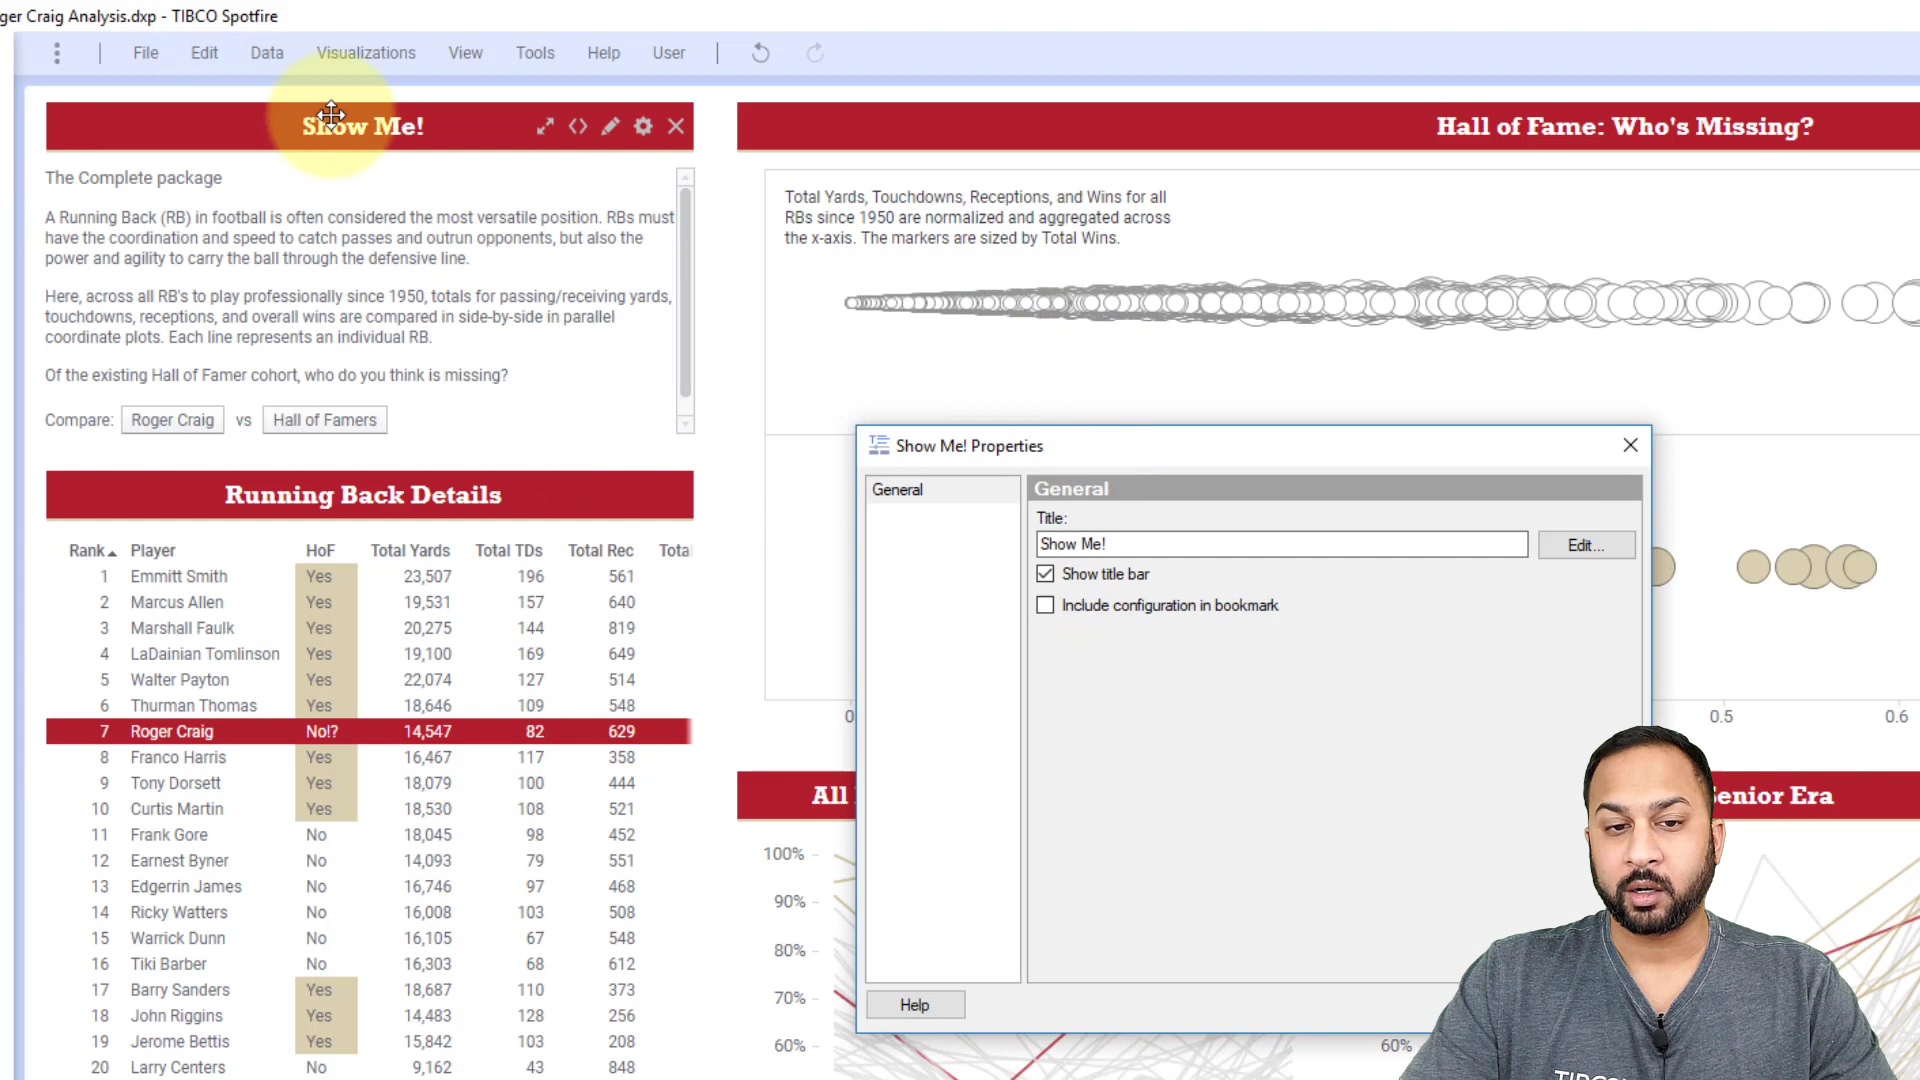 ger Craig Analysis.dxp - TIBCO Spotfire
File Edit Data Visualizations View Tools Help User
Show Me!
The Complete package
A Running Back (RB) in football is often considered the most versatile position. RBs must
have the coordination and speed to catch passes and outrun opponents, but also the
power and agility to carry the ball through the defensive line.
Here, across all RB's to play professionally since 1950, totals for passing/receiving yards,
touchdowns, receptions, and overall wins are compared in side-by-side in parallel
coordinate plots. Each line represents an individual RB.
Of the existing Hall of Famer cohort, who do you think is missing?
Compare: Roger Craig vs Hall of Famers
Running Back Details
Rank Player HoF Total Yards Total TDs Total Rec Total
1 Emmitt Smith Yes 23,507 196 561
2 Marcus Allen Yes 19,531 157 640
3 Marshall Faulk Yes 20,275 144 819
4 LaDainian Tomlinson Yes 19,100 169 649
5 Walter Payton Yes 22,074 127 514
6 Thurman Thomas Yes 18,646 109 548
7 Roger Craig No!? 14,547 82 629
8 Franco Harris Yes 16,467 117 358
9 Tony Dorsett Yes 18,079 100 444
10 Curtis Martin Yes 18,530 108 521
11 Frank Gore No 18,045 98 452
12 Earnest Byner No 14,093 79 551
13 Edgerrin James No 16,746 97 468
14 Ricky Watters No 16,008 103 508
15 Warrick Dunn No 16,105 67 548
16 Tiki Barber No 16,303 68 612
17 Barry Sanders Yes 18,687 110 373
18 John Riggins Yes 14,483 128 256
19 Jerome Bettis Yes 15,842 103 208
20 Larry Centers No 9,162 43 848
Hall of Fame: Who's Missing?
Total Yards, Touchdowns, Receptions, and Wins for all
RBs since 1950 are normalized and aggregated across
the x-axis. The markers are sized by Total Wins.
0 0.5 0.6
Show Me! Properties
General
General
Title:
Show Me!
Edit...
Show title bar
Include configuration in bookmark
Help
All
Senior Era
100%
90%
80%
70%
60%
60%